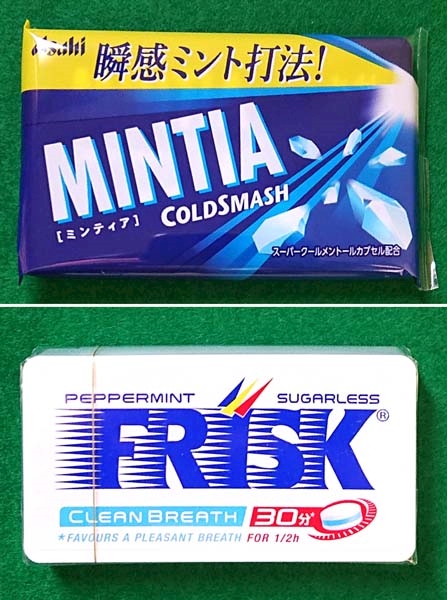 Asahi 瞬感ミント打法!
MINTIA
[ミンティア] COLDSMASH
スーパークールメントールカプセル配合
PEPPERMINT SUGARLESS
FRISK®
CLEAN BREATH 30分*
*FAVOURS A PLEASANT BREATH FOR 1/2h